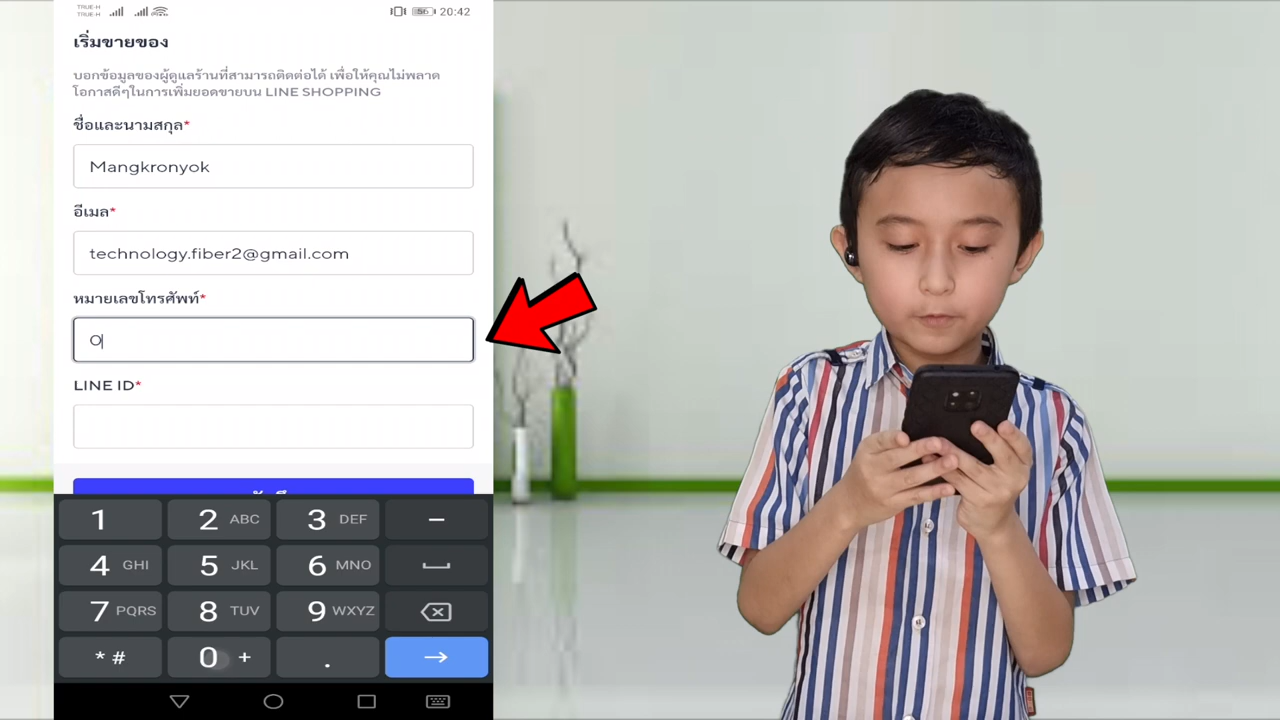 TRUE-H
TRUE-H
56 20:42
เริ่มขายของ
บอกข้อมูลของผู้ดูแลร้านที่สามารถติดต่อได้ เพื่อให้คุณไม่พลาด
โอกาสดีๆในการเพิ่มยอดขายบน LINE SHOPPING
ชื่อและนามสกุล*
Mangkronyok
อีเมล*
technology.fiber2@gmail.com
หมายเลขโทรศัพท์*
0
LINE ID*
1 2 ABC 3 DEF –
4 GHI 5 JKL 6 MNO
7 PQRS 8 TUV 9 WXYZ
* # 0 + .